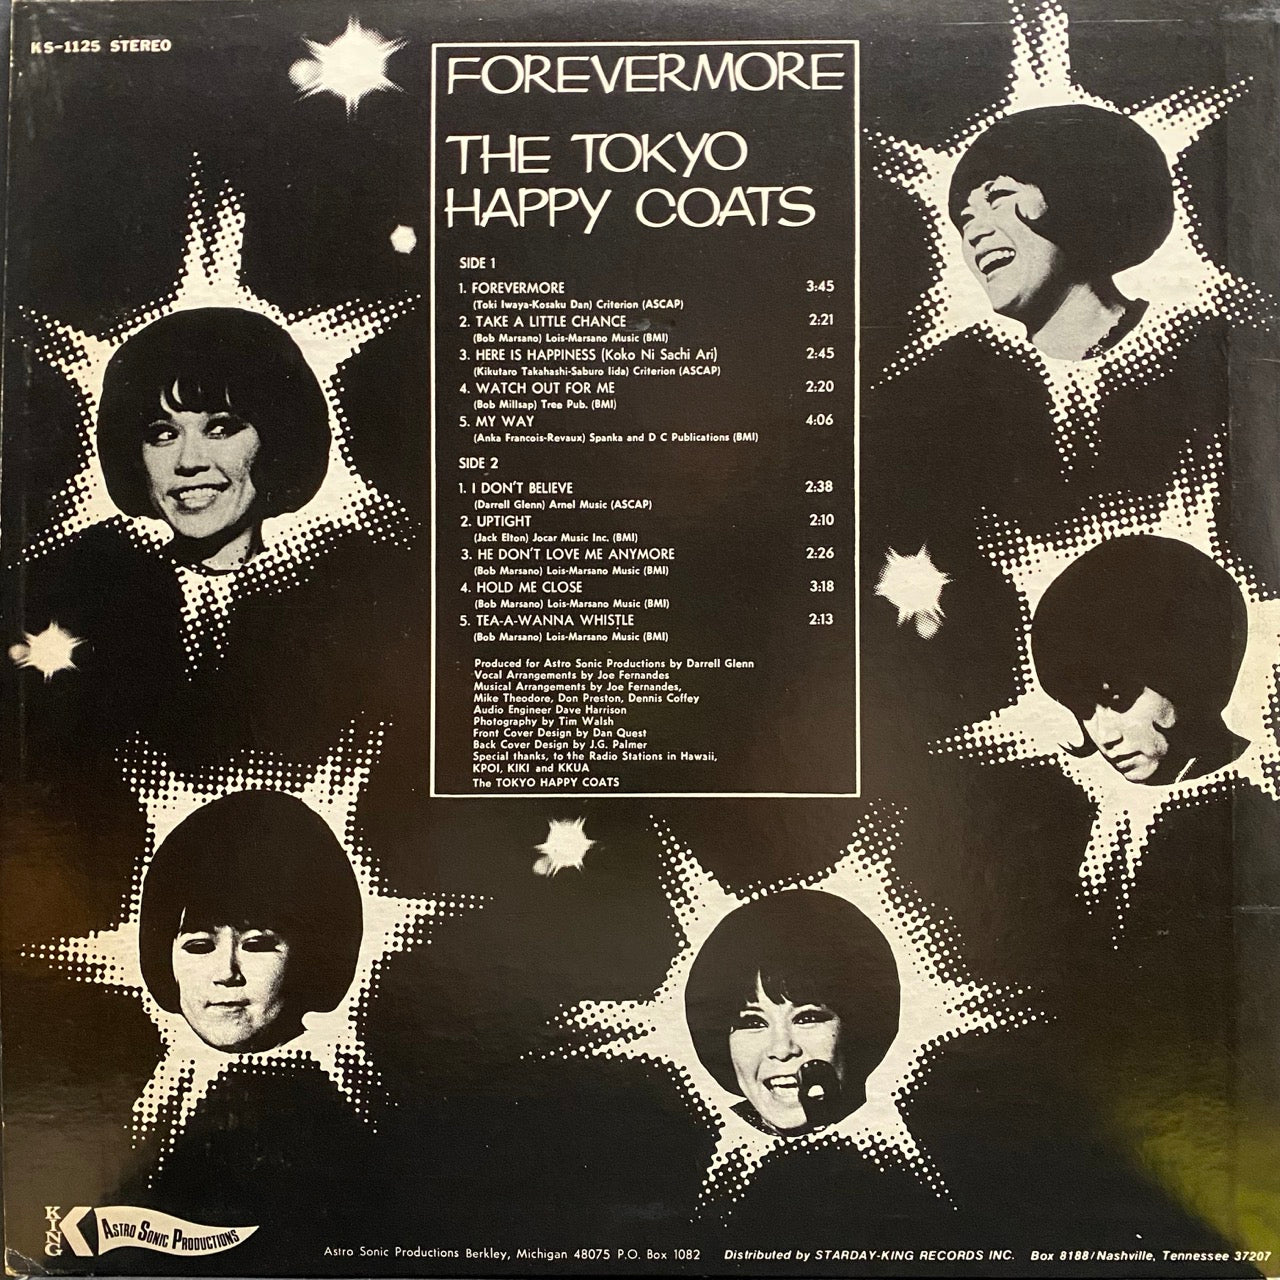 KS-1125 STEREO
FOREVERMORE
THE TOKYO
HAPPY COATS
SIDE 1
1. FOREVERMORE 3:45
(Toki Iwaya-Kosaku Dan) Criterion (ASCAP)
2. TAKE A LITTLE CHANCE 2:21
(Bob Marsano) Lois-Marsano Music (BMI)
3. HERE IS HAPPINESS (Koko Ni Sachi Ari) 2:45
(Kikutaro Takahashi-Saburo Iida) Criterion (ASCAP)
4. WATCH OUT FOR ME 2:20
(Bob Millsap) Tree Pub. (BMI)
5. MY WAY 4:06
(Anka Francois-Revaux) Spanka and D C Publications (BMI)
SIDE 2
1. I DON'T BELIEVE 2:38
(Darrell Glenn) Arnel Music (ASCAP)
2. UPTIGHT 2:10
(Jack Elton) Jocar Music Inc. (BMI)
3. HE DON'T LOVE ME ANYMORE 2:26
(Bob Marsano) Lois-Marsano Music (BMI)
4. HOLD ME CLOSE 3:18
(Bob Marsano) Lois-Marsano Music (BMI)
5. TEA-A-WANNA WHISTLE 2:13
(Bob Marsano) Lois-Marsano Music (BMI)
Produced for Astro Sonic Productions by Darrell Glenn
Vocal Arrangements by Joe Fernandes
Musical Arrangements by Joe Fernandes,
Mike Theodore, Don Preston, Dennis Coffey
Audio Engineer Dave Harrison
Photography by Tim Walsh
Front Cover Design by Dan Quest
Back Cover Design by J.G. Palmer
Special thanks, to the Radio Stations in Hawaii,
KPOI, KIKI and KKUA
The TOKYO HAPPY COATS
KING
K
ASTRO SONIC PRODUCTIONS
Astro Sonic Productions Berkley, Michigan 48075 P.O. Box 1082 Distributed by STARDAY-KING RECORDS INC. Box 8188/Nashville, Tennessee 37207